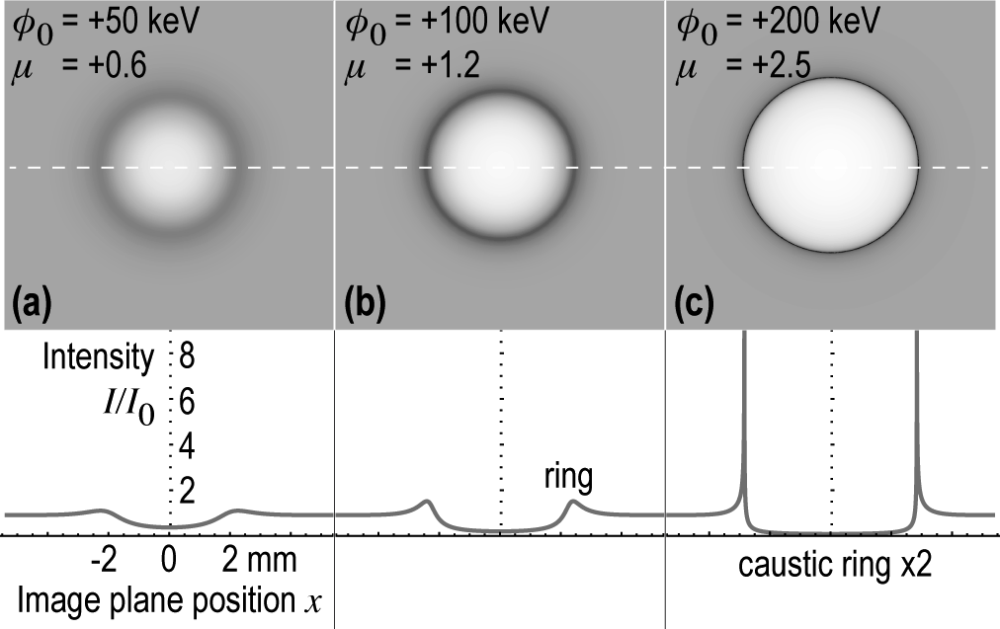 ϕ0 = +50 keV
μ = +0.6
(a)
ϕ0 = +100 keV
μ = +1.2
(b)
ϕ0 = +200 keV
μ = +2.5
(c)
Intensity
I/I0
8
6
4
2
-2 0 2 mm
Image plane position x
ring
caustic ring x2